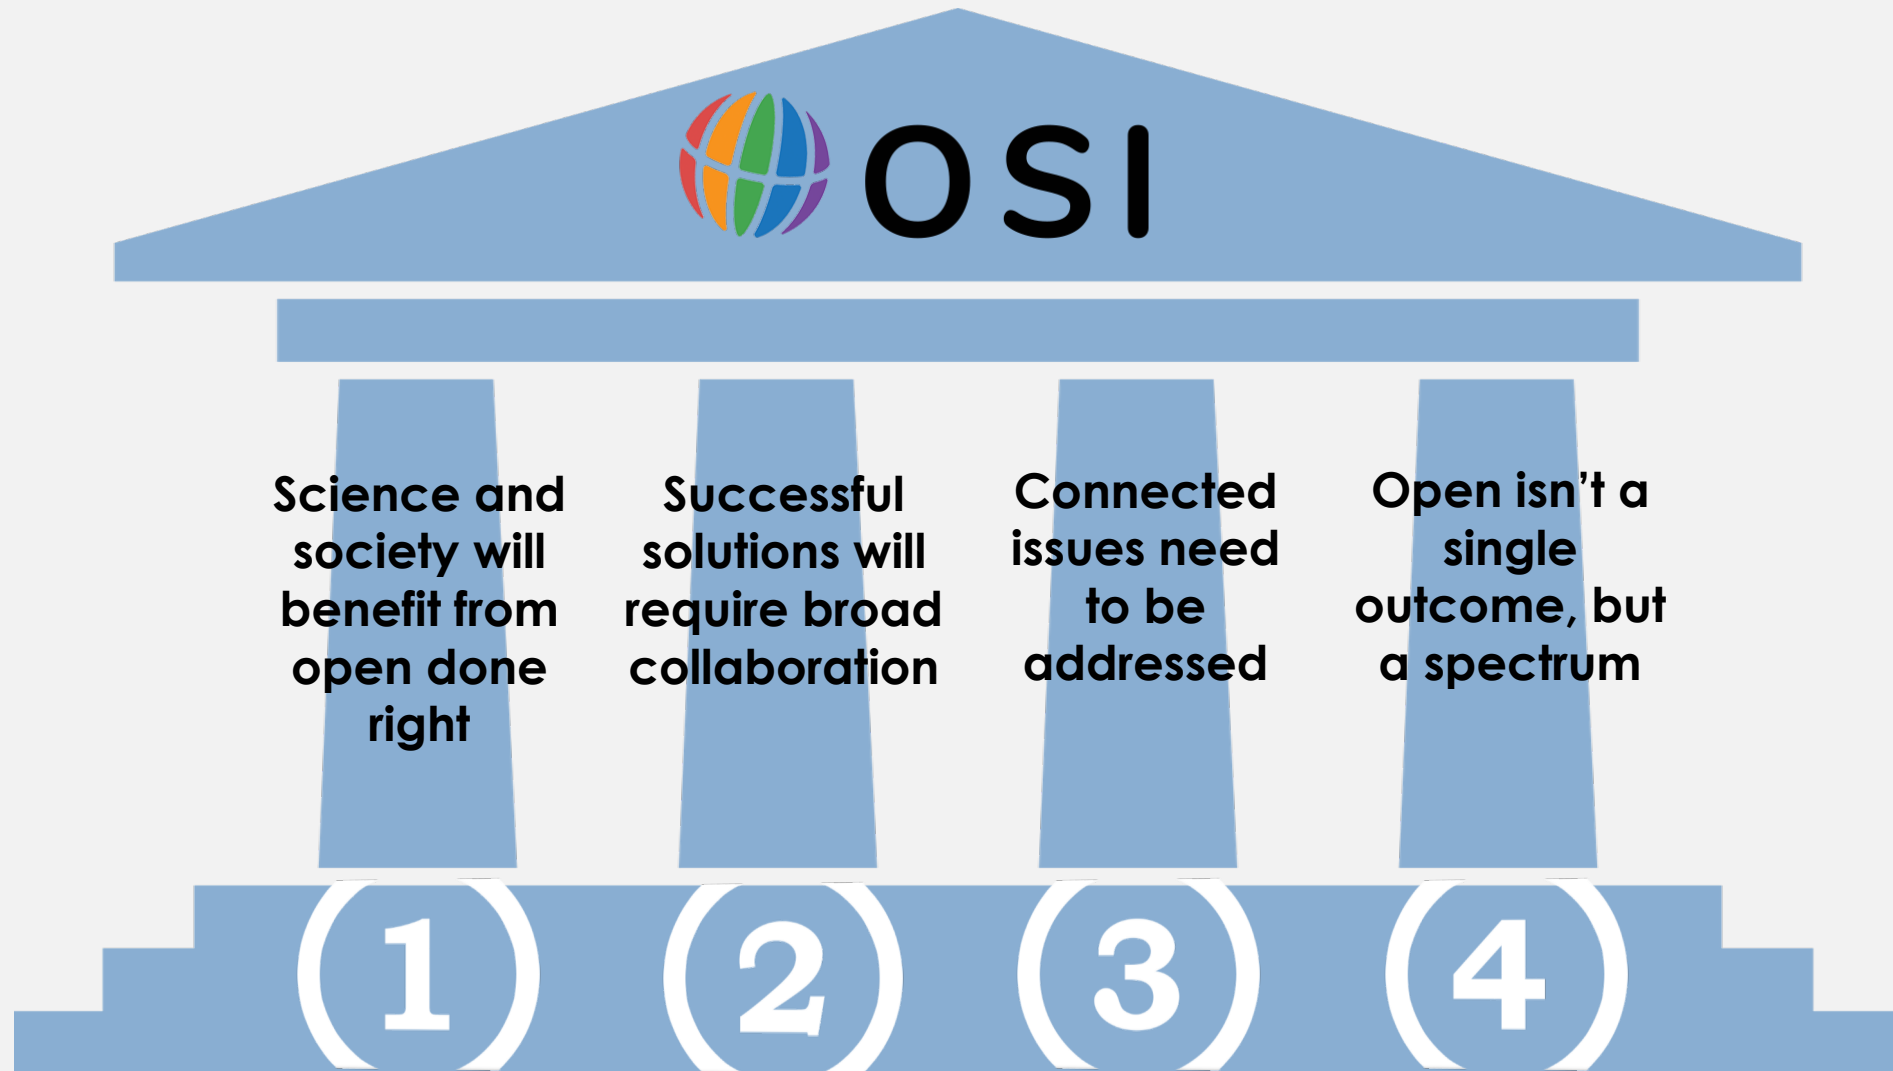 OSI
Science and
society will
benefit from
open done
right
Successful
solutions will
require broad
collaboration
Connected
issues need
to be
addressed
Open isn’t a
single
outcome, but
a spectrum
1
2
3
4